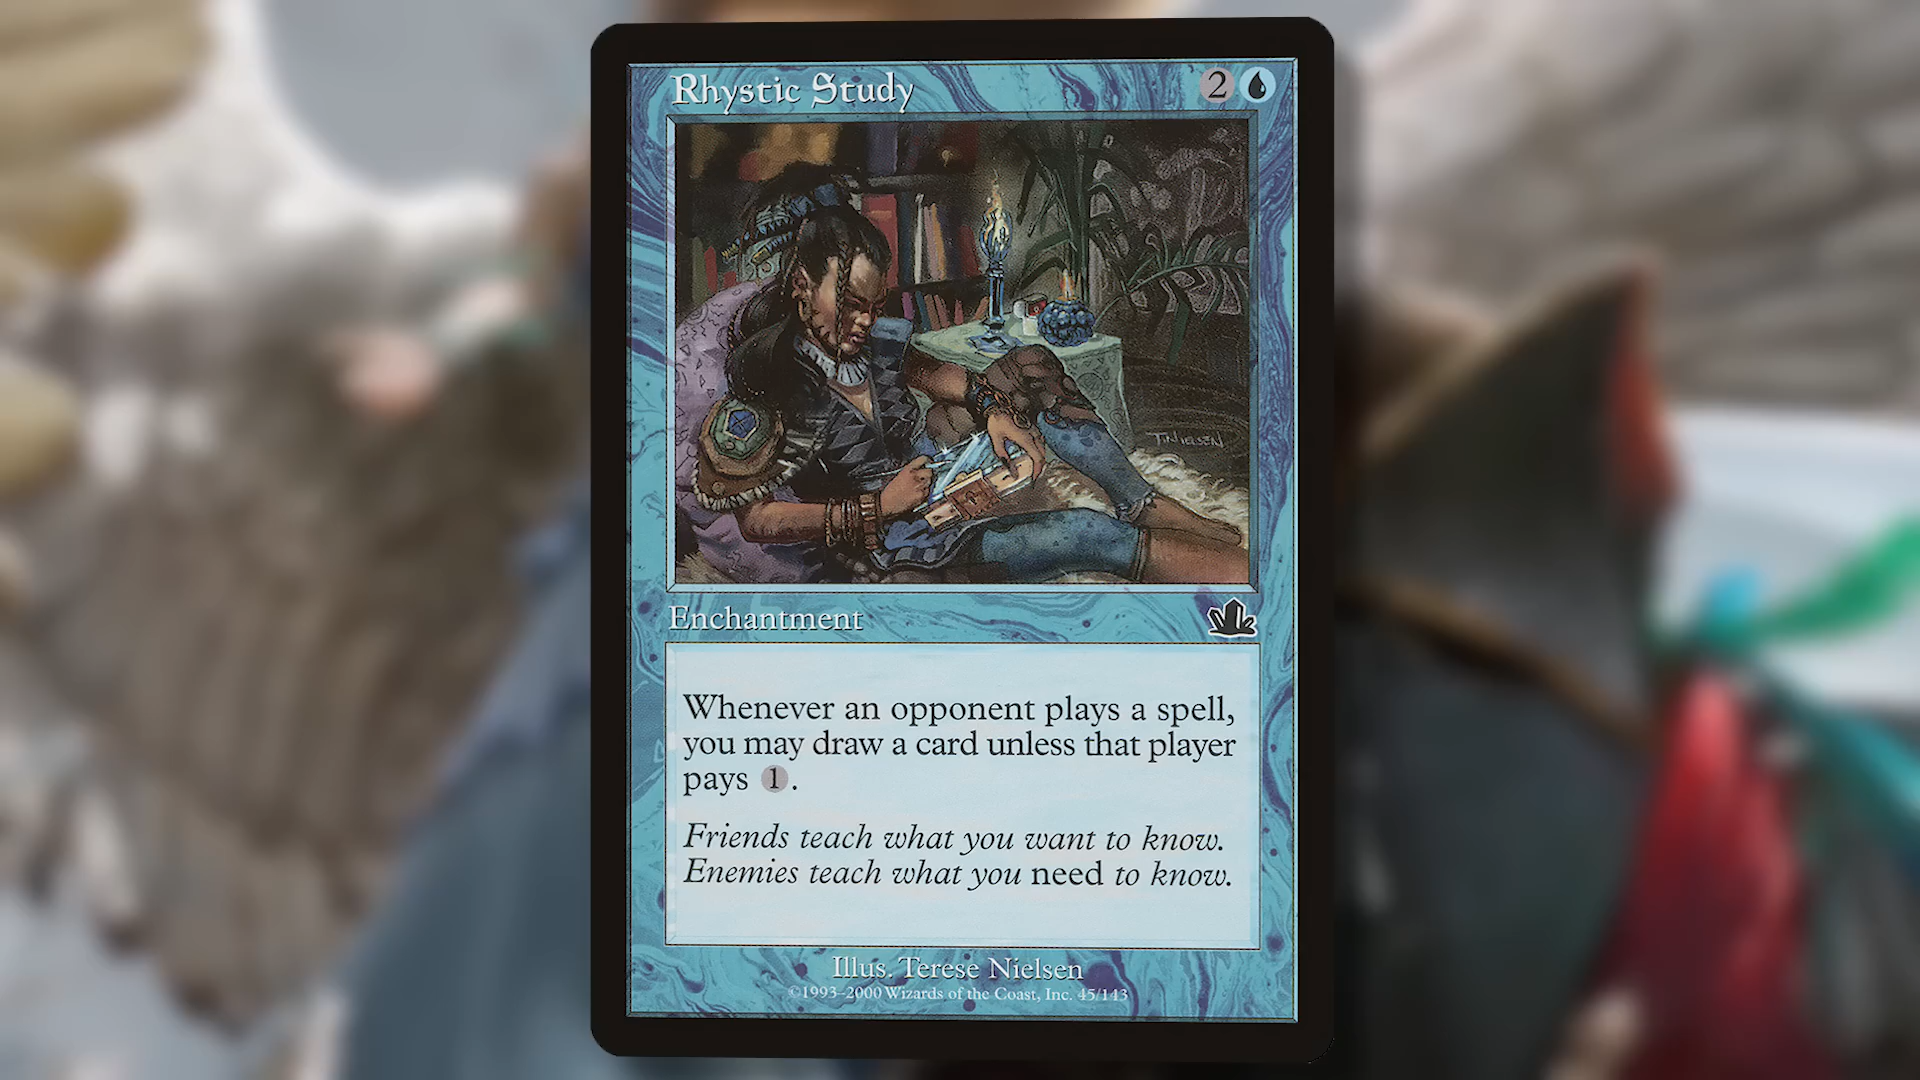 Rhystic Study 2
T. NIELSEN
Enchantment
Whenever an opponent plays a spell,
you may draw a card unless that player
pays 1.
Friends teach what you want to know.
Enemies teach what you need to know.
Illus. Terese Nielsen
©1993–2000 Wizards of the Coast, Inc. 45/143